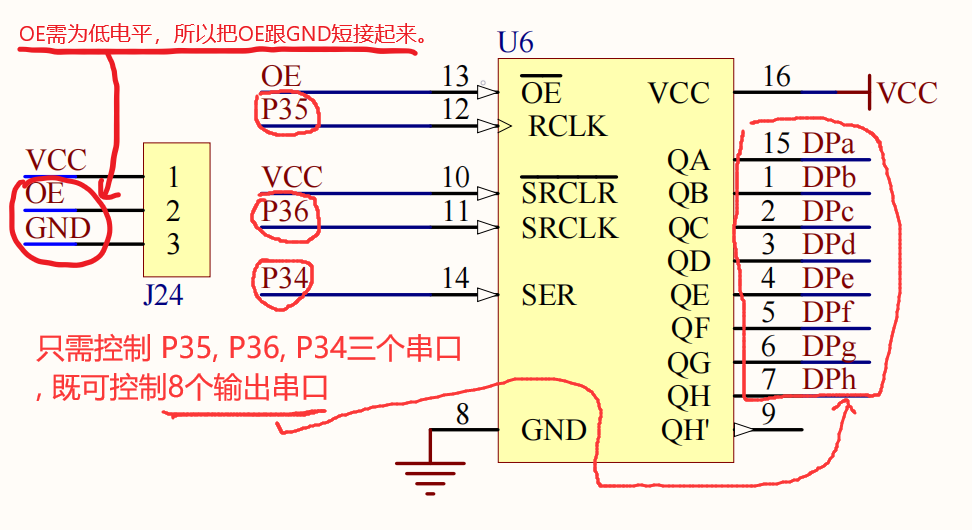 OE需为低电平，所以把OE跟GND短接起来。
U6
OE 13 OE VCC 16 VCC
P35 12 RCLK
QA 15 DPa
VCC 1
VCC 10 SRCLR QB 1 DPb
OE 2
P36 11 SRCLK QC 2 DPc
GND 3
QD 3 DPd
J24
P34 14 SER QE 4 DPe
QF 5 DPf
只需控制 P35, P36, P34三个串口
QG 6 DPg
, 既可控制8个输出串口
QH 7 DPh
8 GND QH' 9